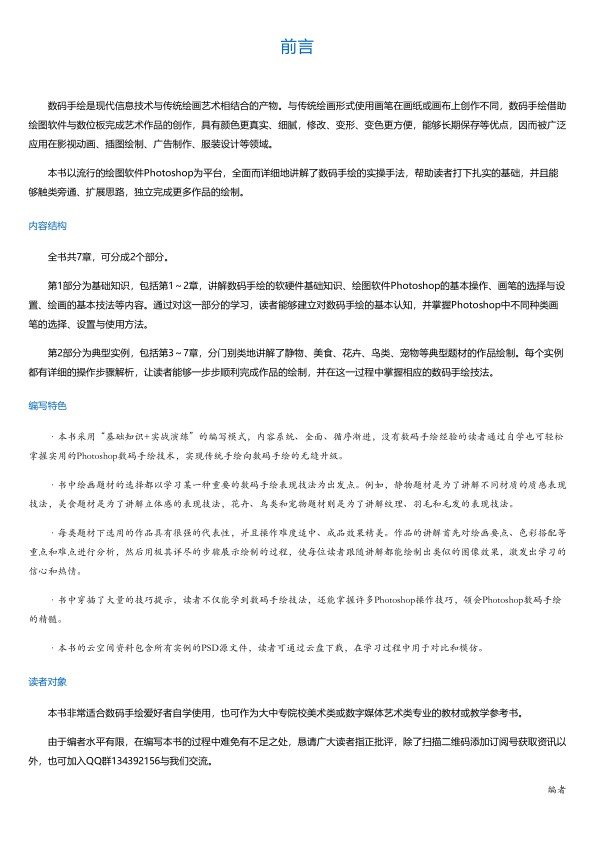 前言
数码手绘是现代信息技术与传统绘画艺术相结合的产物。与传统绘画形式使用画笔在画纸或画布上创作不同，数码手绘借助
绘图软件与数位板完成艺术作品的创作，具有颜色更真实、细腻，修改、变形、变色更方便，能够长期保存等优点，因而被广泛
应用在影视动画、插图绘制、广告制作、服装设计等领域。
本书以流行的绘图软件Photoshop为平台，全面而详细地讲解了数码手绘的实操手法，帮助读者打下扎实的基础，并且能
够触类旁通、扩展思路，独立完成更多作品的绘制。
内容结构
全书共7章，可分成2个部分。
第1部分为基础知识，包括第1～2章，讲解数码手绘的软硬件基础知识、绘图软件Photoshop的基本操作、画笔的选择与设
置、绘画的基本技法等内容。通过对这一部分的学习，读者能够建立对数码手绘的基本认知，并掌握Photoshop中不同种类画
笔的选择、设置与使用方法。
第2部分为典型实例，包括第3～7章，分门别类地讲解了静物、美食、花卉、鸟类、宠物等典型题材的作品绘制。每个实例
都有详细的操作步骤解析，让读者能够一步步顺利完成作品的绘制，并在这一过程中掌握相应的数码手绘技法。
编写特色
·本书采用“基础知识+实战演练”的编写模式，内容系统、全面、循序渐进，没有数码手绘经验的读者通过自学也可轻松
掌握实用的Photoshop数码手绘技术，实现传统手绘向数码手绘的无缝升级。
·书中绘画题材的选择都以学习某一种重要的数码手绘表现技法为出发点。例如，静物题材是为了讲解不同材质的质感表现
技法，美食题材是为了讲解立体感的表现技法，花卉、鸟类和宠物题材则是为了讲解纹理、羽毛和毛发的表现技法。
·每类题材下选用的作品具有很强的代表性，并且操作难度适中、成品效果精美。作品的讲解首先对绘画要点、色彩搭配等
重点和难点进行分析，然后用极其详尽的步骤展示绘制的过程，使每位读者跟随讲解都能绘制出类似的图像效果，激发出学习的
信心和热情。
·书中穿插了大量的技巧提示，读者不仅能学到数码手绘技法，还能掌握许多Photoshop操作技巧，领会Photoshop数码手绘
的精髓。
·本书的云空间资料包含所有实例的PSD源文件，读者可通过云盘下载，在学习过程中用于对比和模仿。
读者对象
本书非常适合数码手绘爱好者自学使用，也可作为大中专院校美术类或数字媒体艺术类专业的教材或教学参考书。
由于编者水平有限，在编写本书的过程中难免有不足之处，恳请广大读者指正批评，除了扫描二维码添加订阅号获取资讯以
外，也可加入QQ群134392156与我们交流。
编者